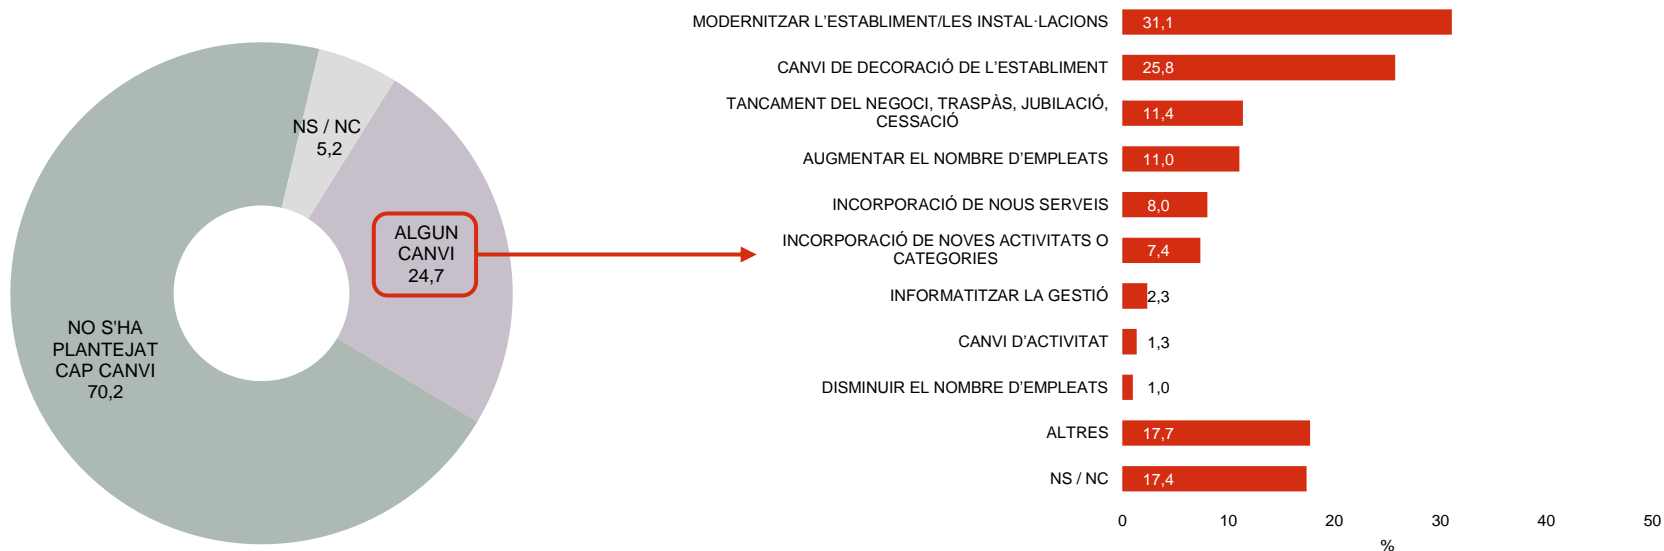 NS / NC
5,2
ALGUN
CANVI
24,7
NO S'HA
PLANTEJAT
CAP CANVI
70,2
MODERNITZAR L’ESTABLIMENT/LES INSTAL·LACIONS
31,1
CANVI DE DECORACIÓ DE L’ESTABLIMENT
25,8
TANCAMENT DEL NEGOCI, TRASPÀS, JUBILACIÓ,
CESSACIÓ
11,4
AUGMENTAR EL NOMBRE D’EMPLEATS
11,0
INCORPORACIÓ DE NOUS SERVEIS
8,0
INCORPORACIÓ DE NOVES ACTIVITATS O
CATEGORIES
7,4
INFORMATITZAR LA GESTIÓ
2,3
CANVI D’ACTIVITAT
1,3
DISMINUIR EL NOMBRE D’EMPLEATS
1,0
ALTRES
17,7
NS / NC
17,4
0 10 20 30 40 50
%